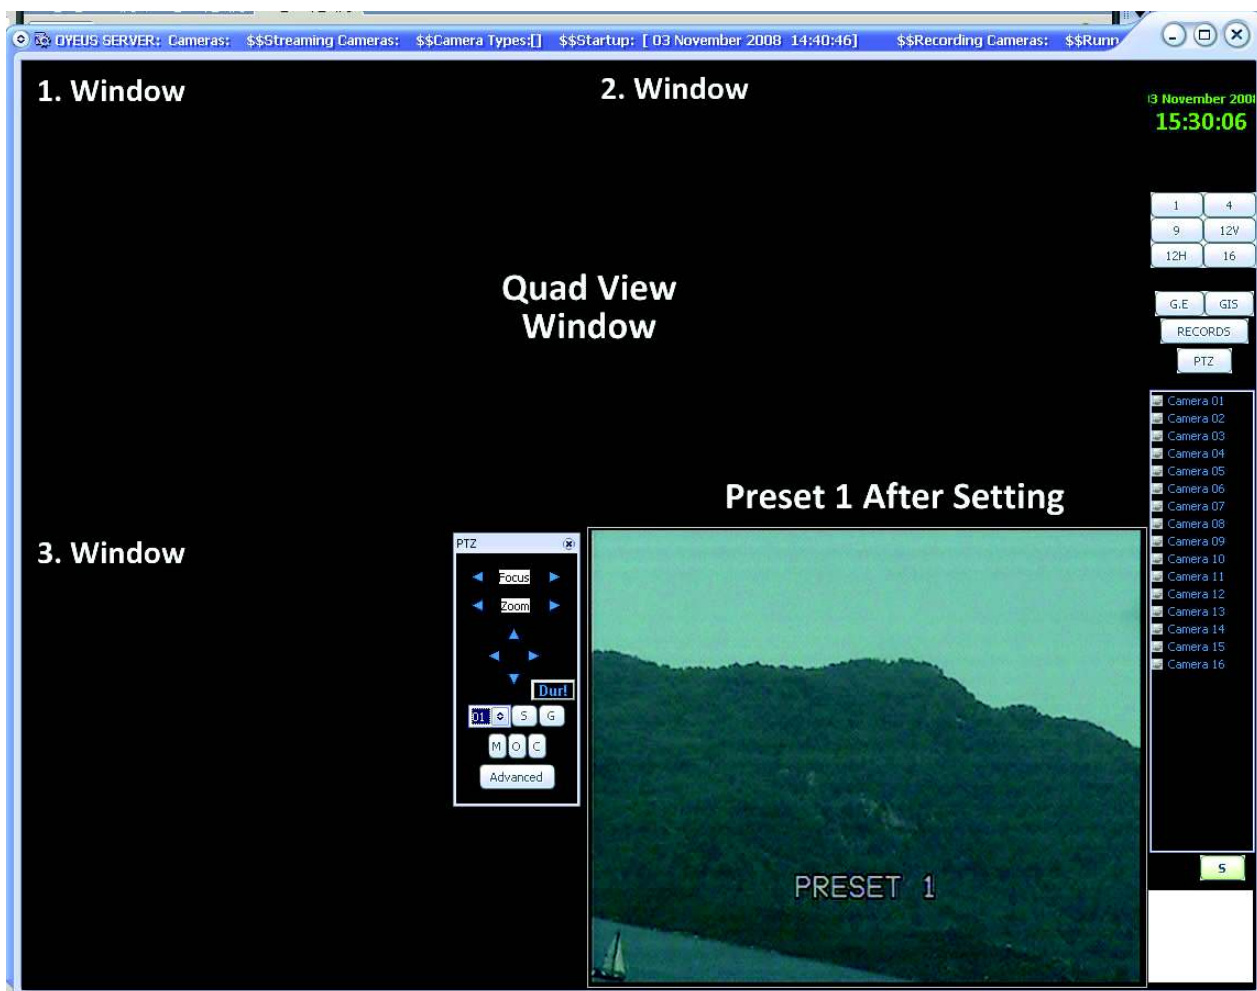 OYEUS SERVER: Cameras: $$Streaming Cameras: $$Camera Types:[] $$Startup: [ 03 November 2008 14:40:46] $$Recording Cameras: $$Runn
1. Window
2. Window
3 November 2008
15:30:06
1 4
9 12V
12H 16
Quad View
Window
G.E GIS
RECORDS
PTZ
Camera 01
Camera 02
Camera 03
Camera 04
Camera 05
Camera 06
Camera 07
Camera 08
Camera 09
Camera 10
Camera 11
Camera 12
Camera 13
Camera 14
Camera 15
Camera 16
Preset 1 After Setting
3. Window
PTZ
Focus
Zoom
Dur!
01 S G
M O C
Advanced
PRESET 1
S